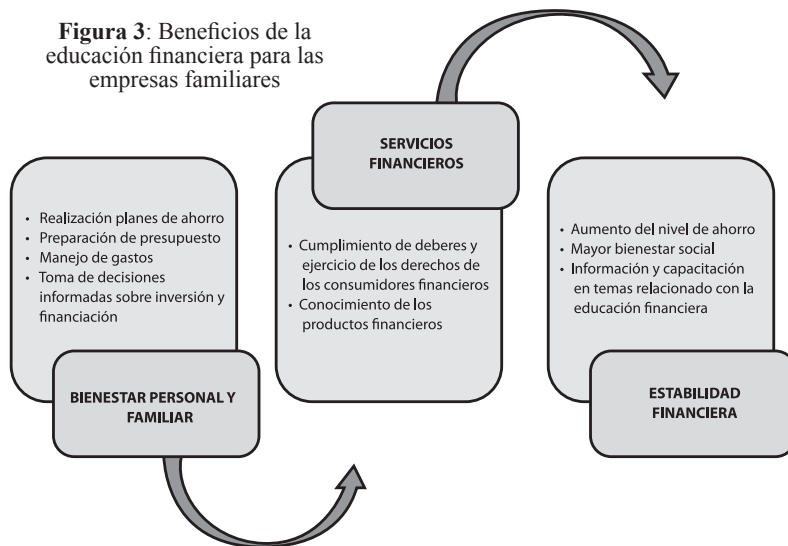 Figura 3: Beneficios de la
educación financiera para las
empresas familiares
• Realización planes de ahorro
• Preparación de presupuesto
• Manejo de gastos
• Toma de decisiones
informadas sobre inversión y
financiación
BIENESTAR PERSONAL Y
FAMILIAR
SERVICIOS
FINANCIEROS
• Cumplimiento de deberes y
ejercicio de los derechos de
los consumidores financieros
• Conocimiento de los
productos financieros
• Aumento del nivel de ahorro
• Mayor bienestar social
• Información y capacitación
en temas relacionado con la
educación financiera
ESTABILIDAD
FINANCIERA